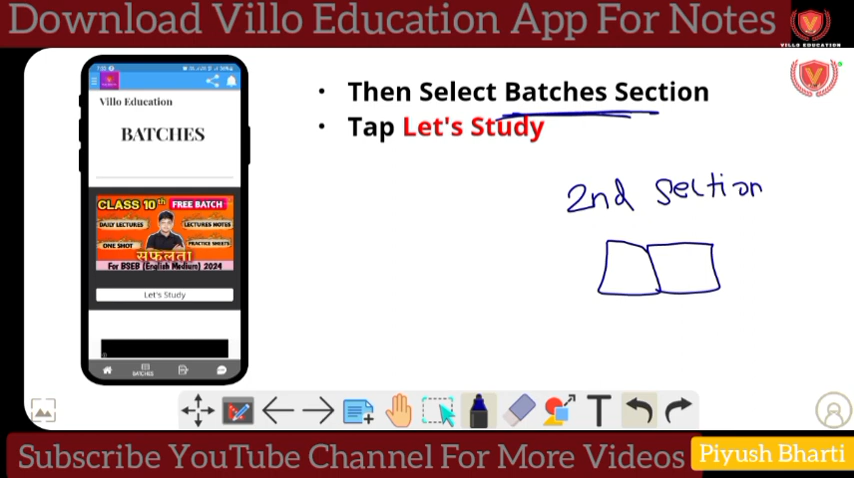 Download Villo Education App For Notes
VILLO EDUCATION
Villo Education
BATCHES
CLASS 10th FREE BATCH
DAILY LECTURES
LECTURES NOTES
ONE SHOT
PRACTICE SHEETS
सफलता
For BSEB (English Medium) 2024
Let's Study
BATCHES
• Then Select Batches Section
• Tap Let's Study
2nd section
T
Subscribe YouTube Channel For More Videos
Piyush Bharti